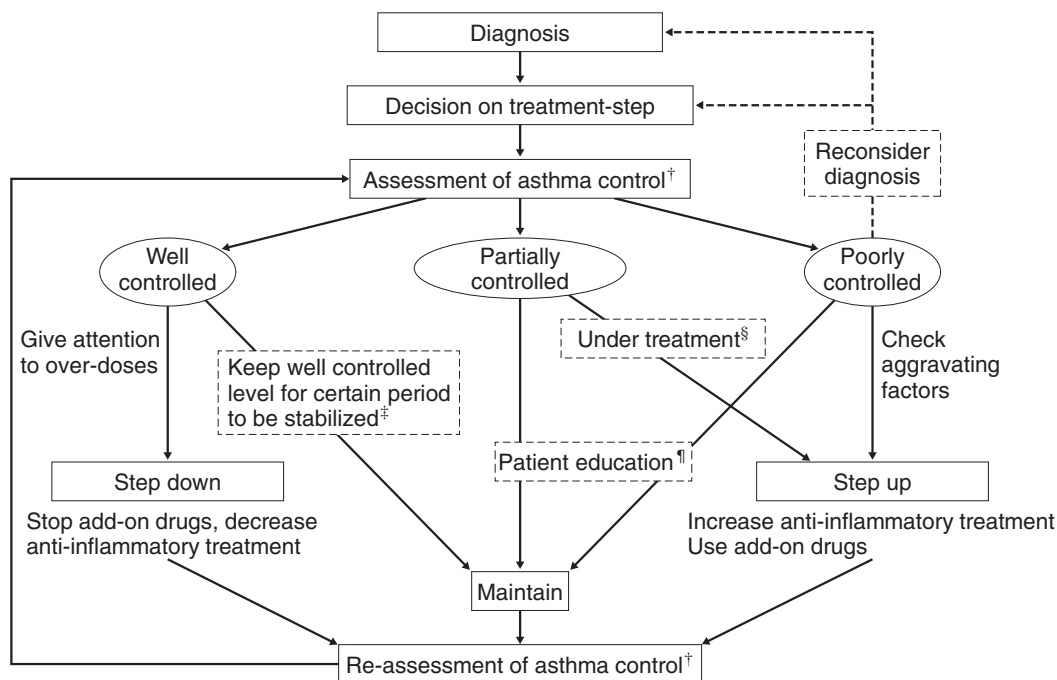 Diagnosis
Decision on treatment-step
Reconsider
diagnosis
Assessment of asthma control†
Well
controlled
Partially
controlled
Poorly
controlled
Give attention
to over-doses
Under treatment§
Check
aggravating
factors
Keep well controlled
level for certain period
to be stabilized‡
Patient education¶
Step down
Step up
Stop add-on drugs, decrease
anti-inflammatory treatment
Increase anti-inflammatory treatment
Use add-on drugs
Maintain
Re-assessment of asthma control†